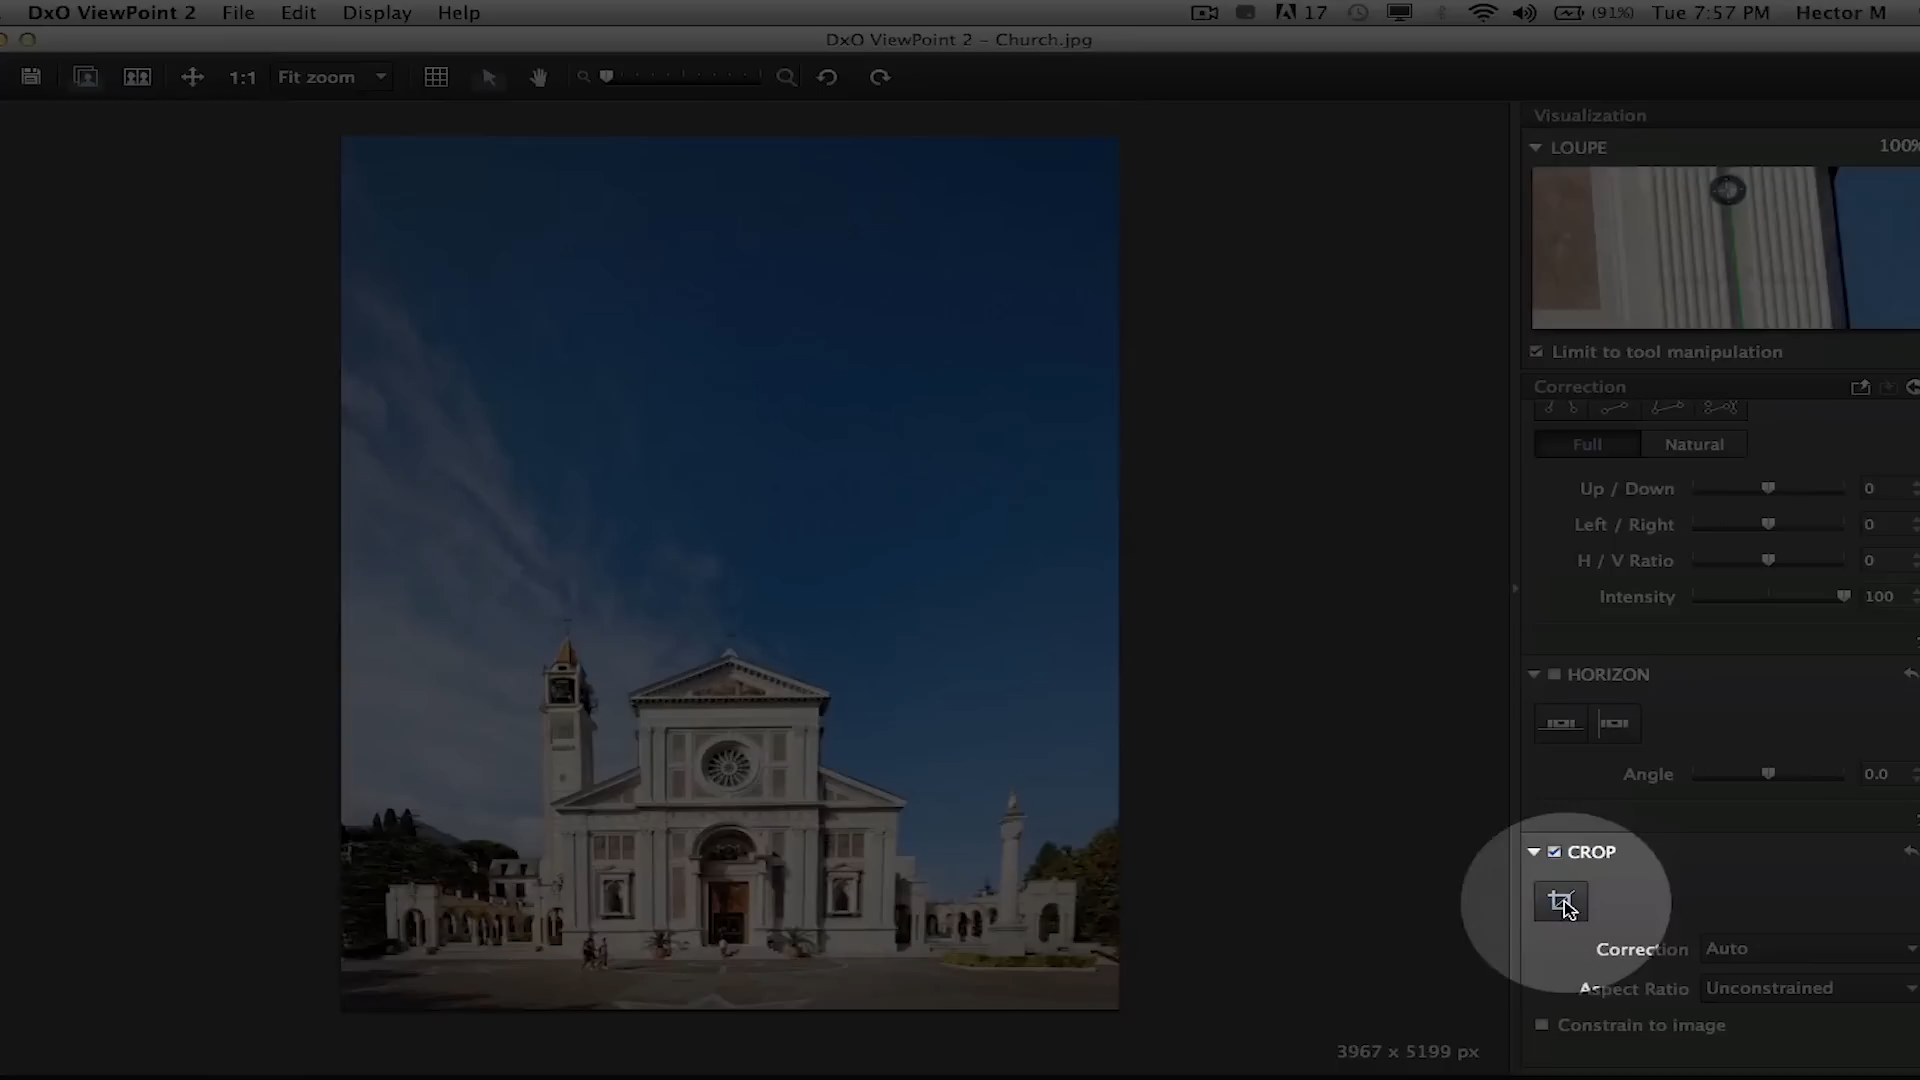 DxO ViewPoint 2 File Edit Display Help 17 (91%) Tue 7:57 PM Hector M
DxO ViewPoint 2 - Church.jpg
1:1 Fit zoom
Visualization
LOUPE 100%
Limit to tool manipulation
Correction
Full Natural
Up / Down 0
Left / Right 0
H / V Ratio 0
Intensity 100
HORIZON
Angle 0.0
CROP
Correction Auto
Aspect Ratio Unconstrained
Constrain to image
3967 x 5199 px